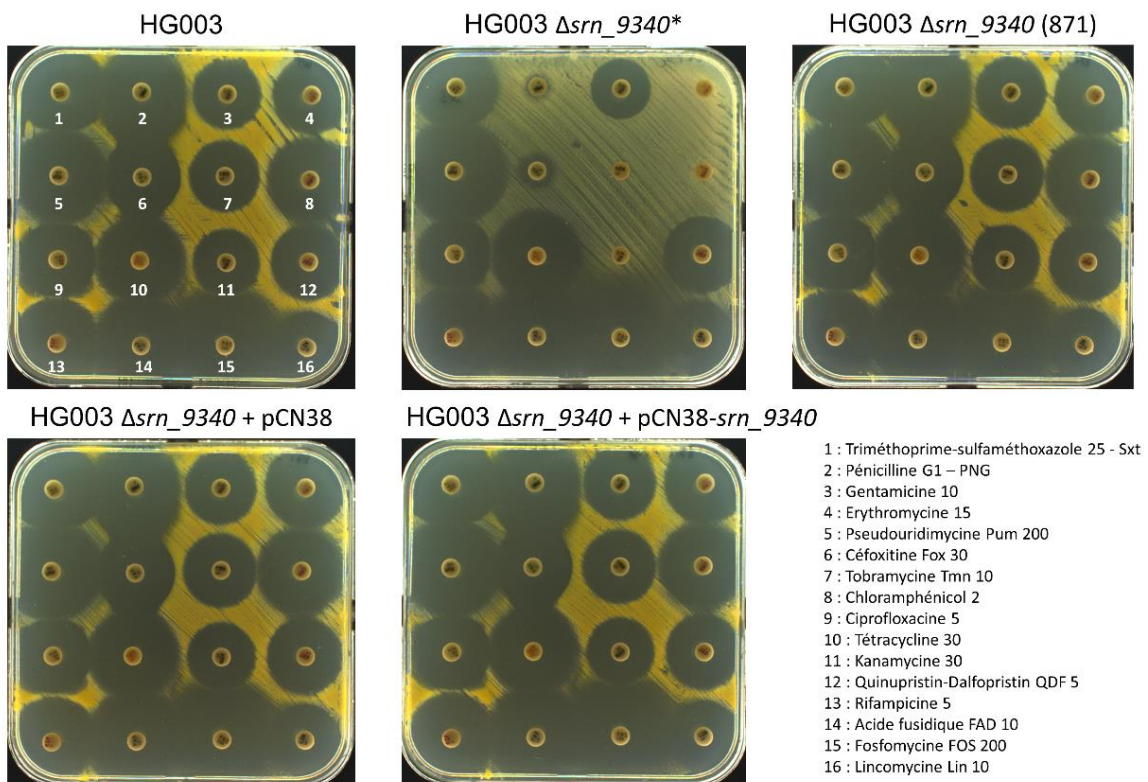 HG003
HG003 Δsrn_9340*
HG003 Δsrn_9340 (871)
1
2
3
4
5
6
7
8
9
10
11
12
13
14
15
16
HG003 Δsrn_9340 + pCN38
HG003 Δsrn_9340 + pCN38-srn_9340
1 : Triméthoprime-sulfaméthoxazole 25 - Sxt
2 : Pénicilline G1 – PNG
3 : Gentamicine 10
4 : Erythromycine 15
5 : Pseudouridimycine Pum 200
6 : Céfoxitine Fox 30
7 : Tobramycine Tmn 10
8 : Chloramphénicol 2
9 : Ciprofloxacine 5
10 : Tétracycline 30
11 : Kanamycine 30
12 : Quinupristin-Dalfopristin QDF 5
13 : Rifampicine 5
14 : Acide fusidique FAD 10
15 : Fosfomycine FOS 200
16 : Lincomycine Lin 10